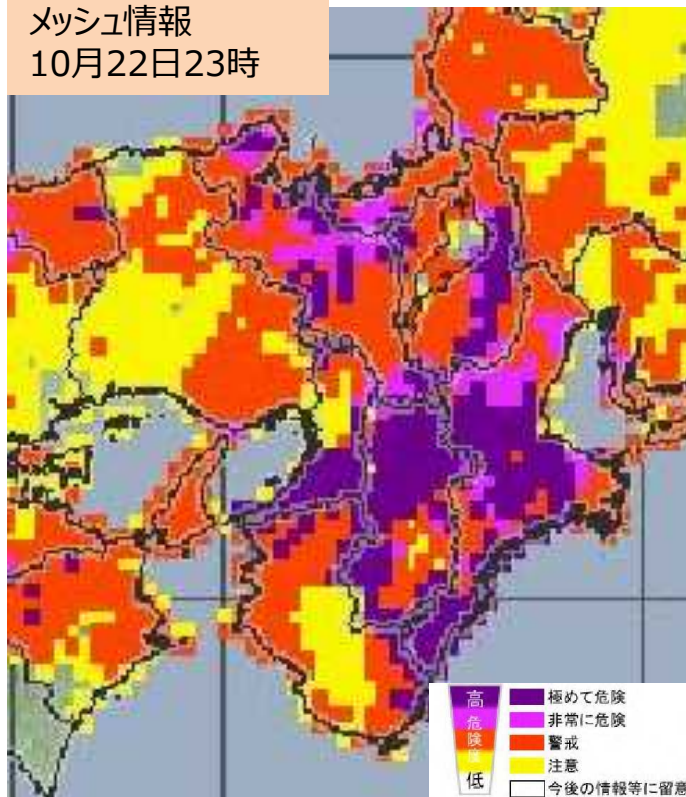 メッシュ情報
10月22日23時
高
危
険
度
低
極めて危険
非常に危険
警戒
注意
今後の情報等に留意